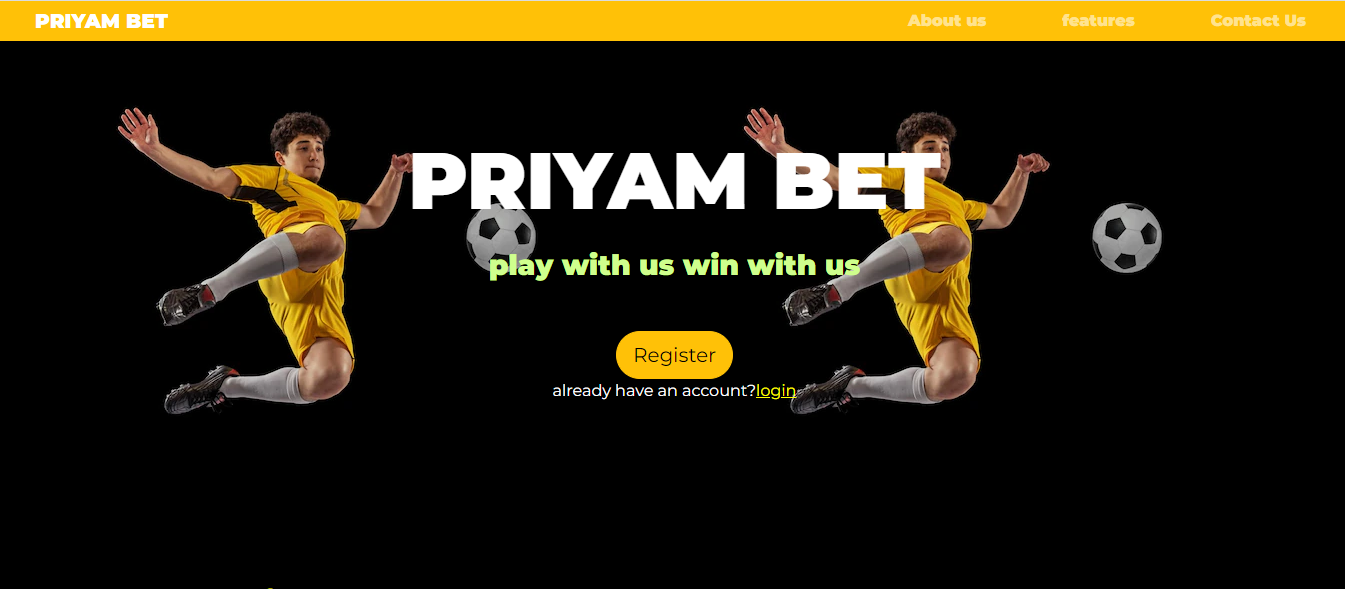 PRIYAM BET About us features Contact Us
PRIYAM BET
play with us win with us
Register
already have an account?login